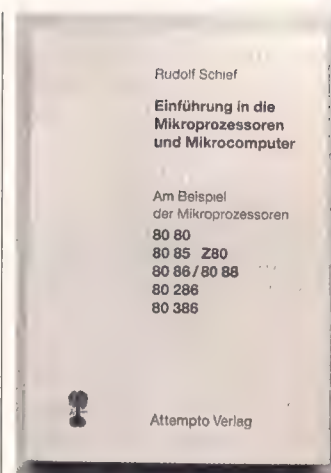 Rudolf Schief
Einführung in die
Mikroprozessoren
und Mikrocomputer
Am Beispiel
der Mikroprozessoren
80 80
80 85 Z80
80 86/80 88
80 286
80 386
Attempto Verlag